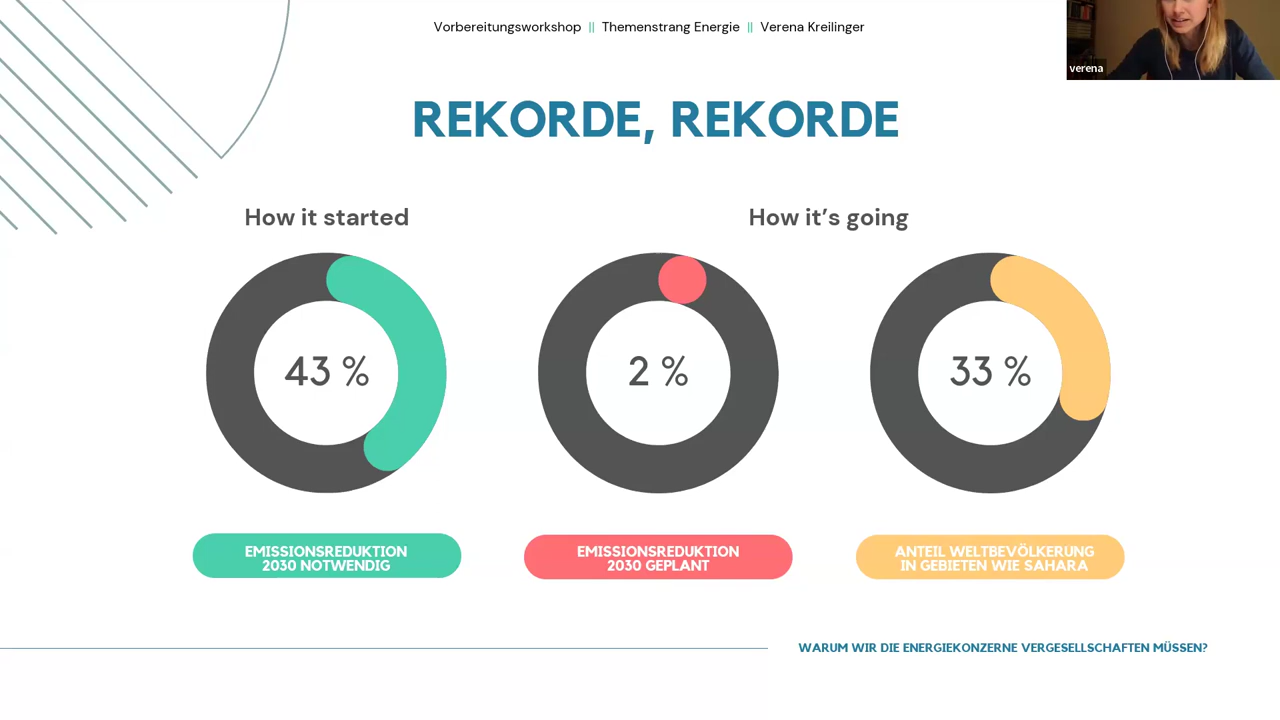 Vorbereitungsworkshop || Themenstrang Energie || Verena Kreilinger
verena
REKORDE, REKORDE
How it started
How it's going
43 %
2 %
33 %
EMISSIONSREDUKTION
2030 NOTWENDIG
EMISSIONSREDUKTION
2030 GEPLANT
ANTEIL WELTBEVÖLKERUNG
IN GEBIETEN WIE SAHARA
WARUM WIR DIE ENERGIEKONZERNE VERGESELLSCHAFTEN MÜSSEN?